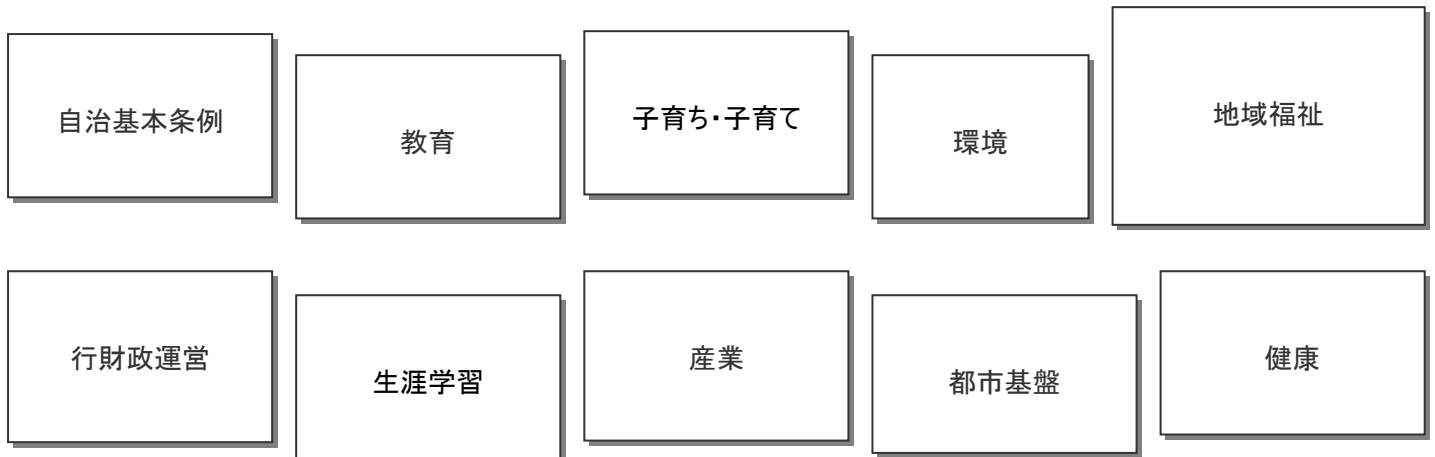 自治基本条例
教育
子育ち・子育て
環境
地域福祉
行財政運営
生涯学習
産業
都市基盤
健康